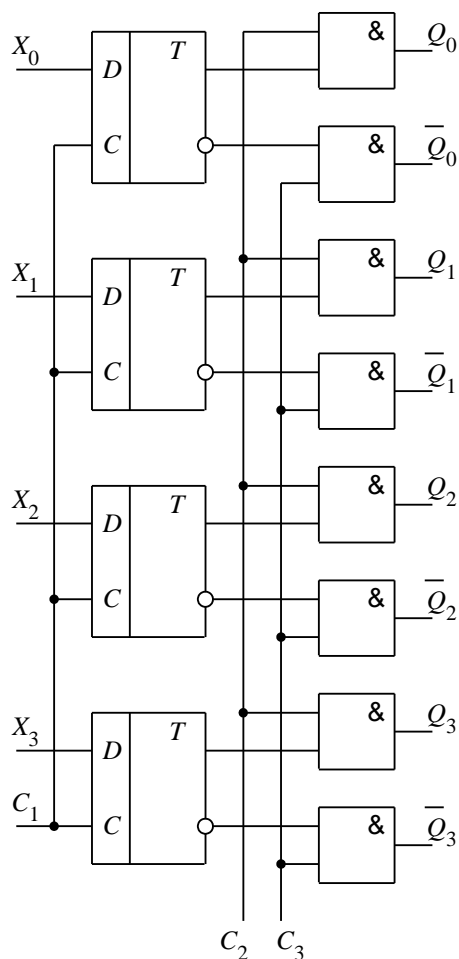 X₀ D T & Q₀
C & Q̅₀
X₁ D T & Q₁
C & Q̅₁
X₂ D T & Q₂
C & Q̅₂
X₃ D T & Q₃
C₁ C & Q̅₃
C₂ C₃